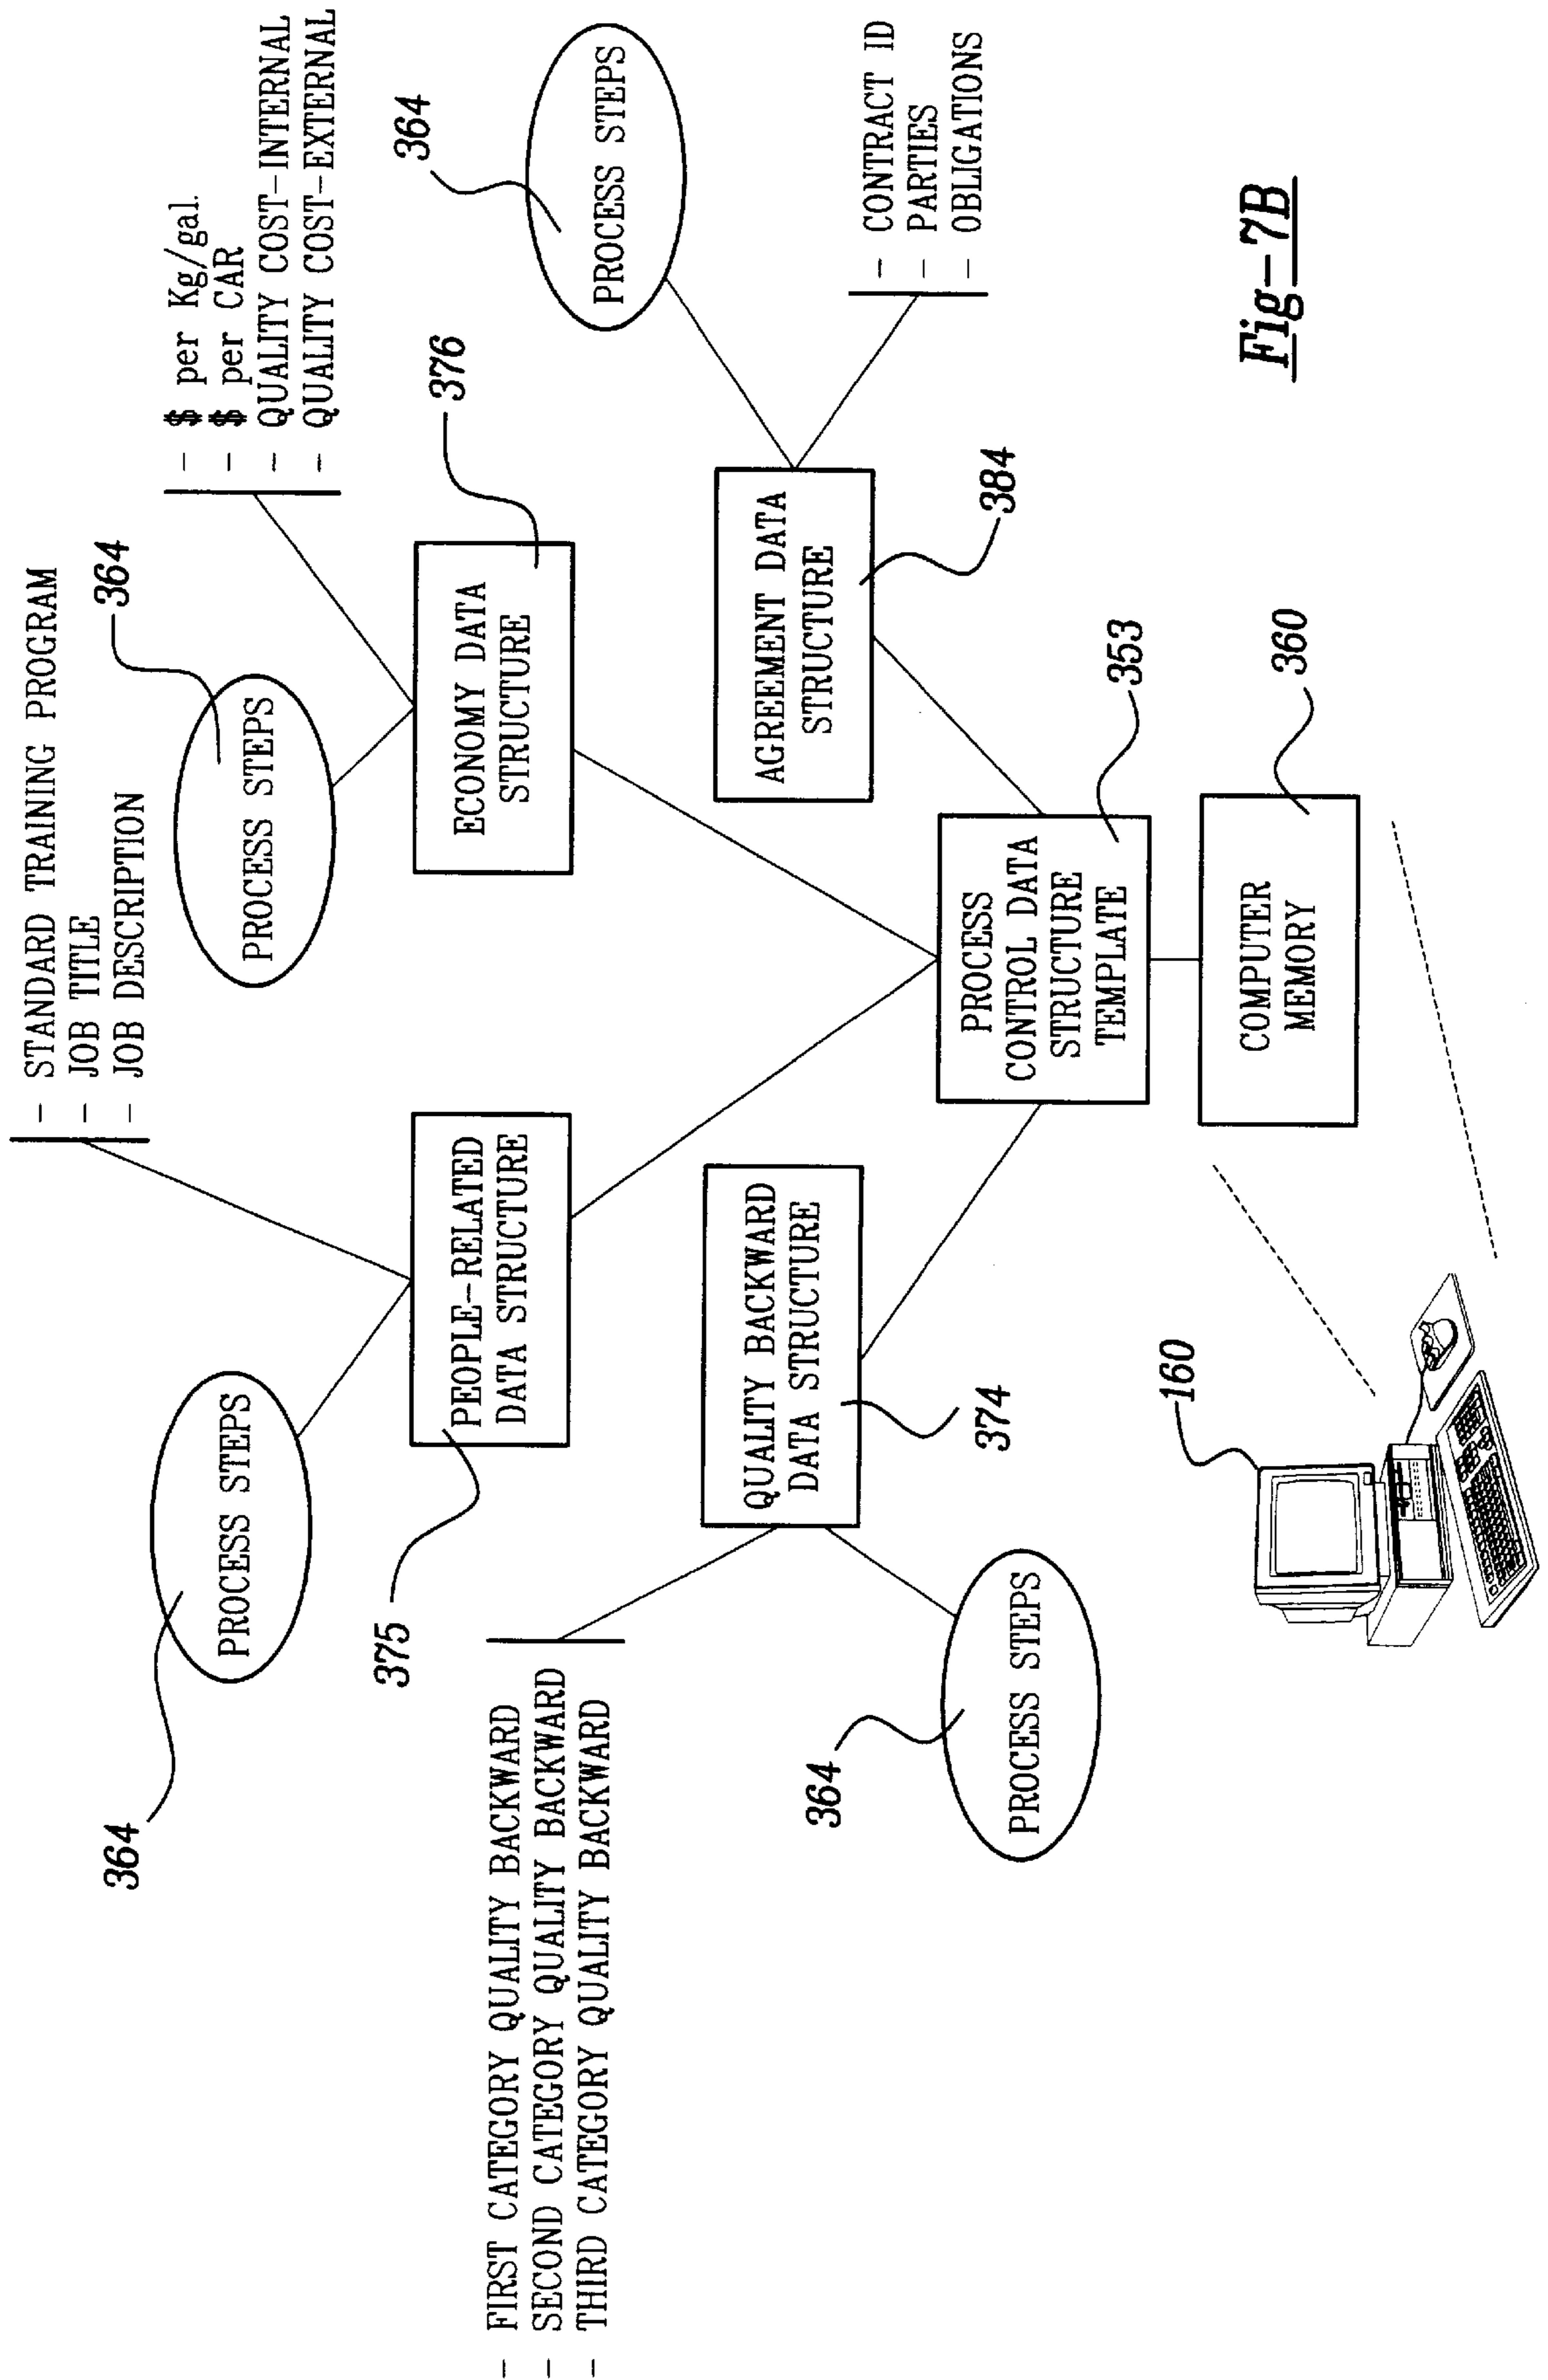 - STANDARD TRAINING PROGRAM
- JOB TITLE
- JOB DESCRIPTION
364
PROCESS STEPS
364
PROCESS STEPS
- $ per Kg/gal.
- $ per CAR
- QUALITY COST-INTERNAL
- QUALITY COST-EXTERNAL
375
PEOPLE-RELATED
DATA STRUCTURE
ECONOMY DATA
STRUCTURE
376
364
PROCESS STEPS
- FIRST CATEGORY QUALITY BACKWARD
- SECOND CATEGORY QUALITY BACKWARD
- THIRD CATEGORY QUALITY BACKWARD
QUALITY BACKWARD
DATA STRUCTURE
374
AGREEMENT DATA
STRUCTURE
384
- CONTRACT ID
- PARTIES
- OBLIGATIONS
364
PROCESS STEPS
PROCESS
CONTROL DATA
STRUCTURE
TEMPLATE
353
160
COMPUTER
MEMORY
360
Fig-7B